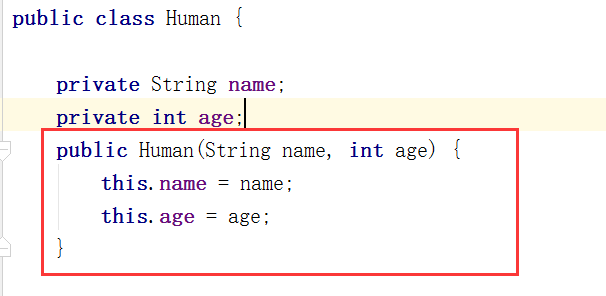 public class Human {
private String name;
private int age;
public Human(String name, int age) {
this.name = name;
this.age = age;
}